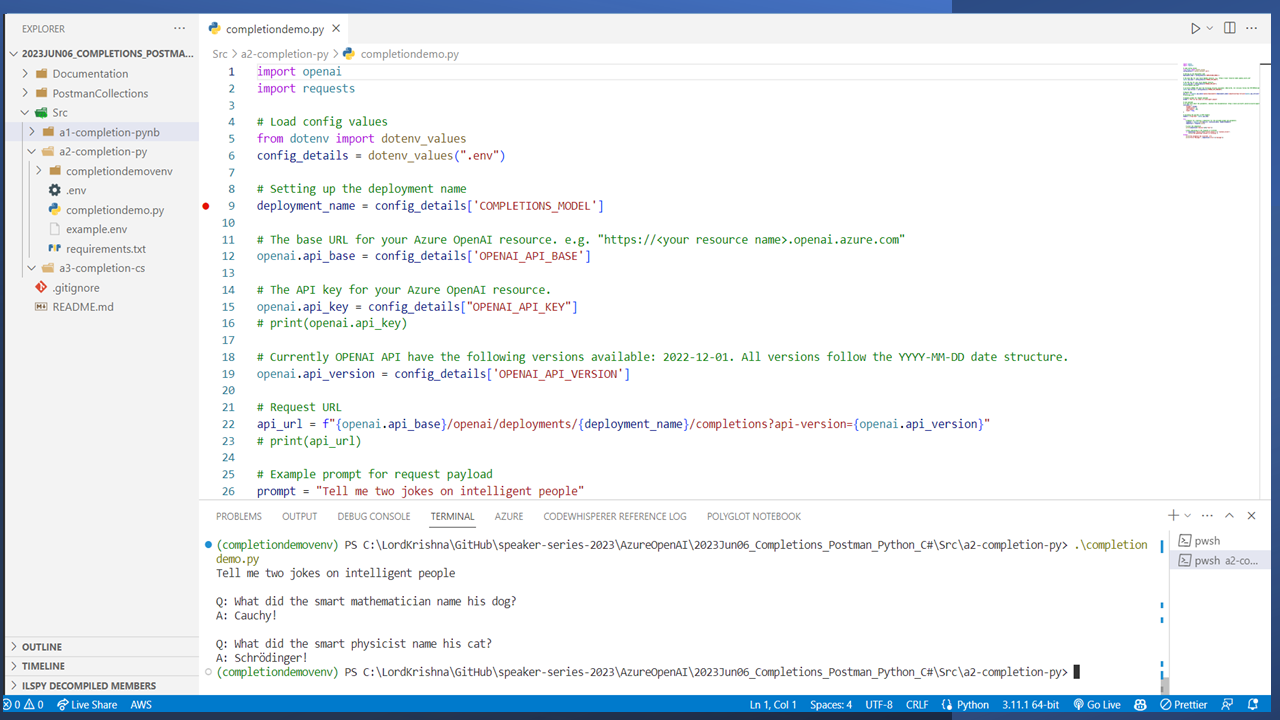 EXPLORER
2023JUN06_COMPLETIONS_POSTMA...
Documentation
PostmanCollections
Src
a1-completion-pynb
a2-completion-py
completiondemovenv
.env
completiondemo.py
example.env
requirements.txt
a3-completion-cs
.gitignore
README.md
OUTLINE
TIMELINE
ILSPY DECOMPILED MEMBERS
completiondemo.py
Src > a2-completion-py > completiondemo.py
1 import openai
2 import requests
3
4 # Load config values
5 from dotenv import dotenv_values
6 config_details = dotenv_values(".env")
7
8 # Setting up the deployment name
9 deployment_name = config_details['COMPLETIONS_MODEL']
10
11 # The base URL for your Azure OpenAI resource. e.g. "https://<your resource name>.openai.azure.com"
12 openai.api_base = config_details['OPENAI_API_BASE']
13
14 # The API key for your Azure OpenAI resource.
15 openai.api_key = config_details["OPENAI_API_KEY"]
16 # print(openai.api_key)
17
18 # Currently OPENAI API have the following versions available: 2022-12-01. All versions follow the YYYY-MM-DD date structure.
19 openai.api_version = config_details['OPENAI_API_VERSION']
20
21 # Request URL
22 api_url = f"{openai.api_base}/openai/deployments/{deployment_name}/completions?api-version={openai.api_version}"
23 # print(api_url)
24
25 # Example prompt for request payload
26 prompt = "Tell me two jokes on intelligent people"
PROBLEMS OUTPUT DEBUG CONSOLE TERMINAL AZURE CODEWHISPERER REFERENCE LOG POLYGLOT NOTEBOOK
(completiondemovenv) PS C:\LordKrishna\GitHub\speaker-series-2023\AzureOpenAI\2023Jun06_Completions_Postman_Python_C#\Src\a2-completion-py> .\completion
demo.py
Tell me two jokes on intelligent people
Q: What did the smart mathematician name his dog?
A: Cauchy!
Q: What did the smart physicist name his cat?
A: Schrödinger!
(completiondemovenv) PS C:\LordKrishna\GitHub\speaker-series-2023\AzureOpenAI\2023Jun06_Completions_Postman_Python_C#\Src\a2-completion-py>
pwsh
pwsh a2-co...
0 0 Live Share AWS Ln 1, Col 1 Spaces: 4 UTF-8 CRLF Python 3.11.1 64-bit Go Live Prettier